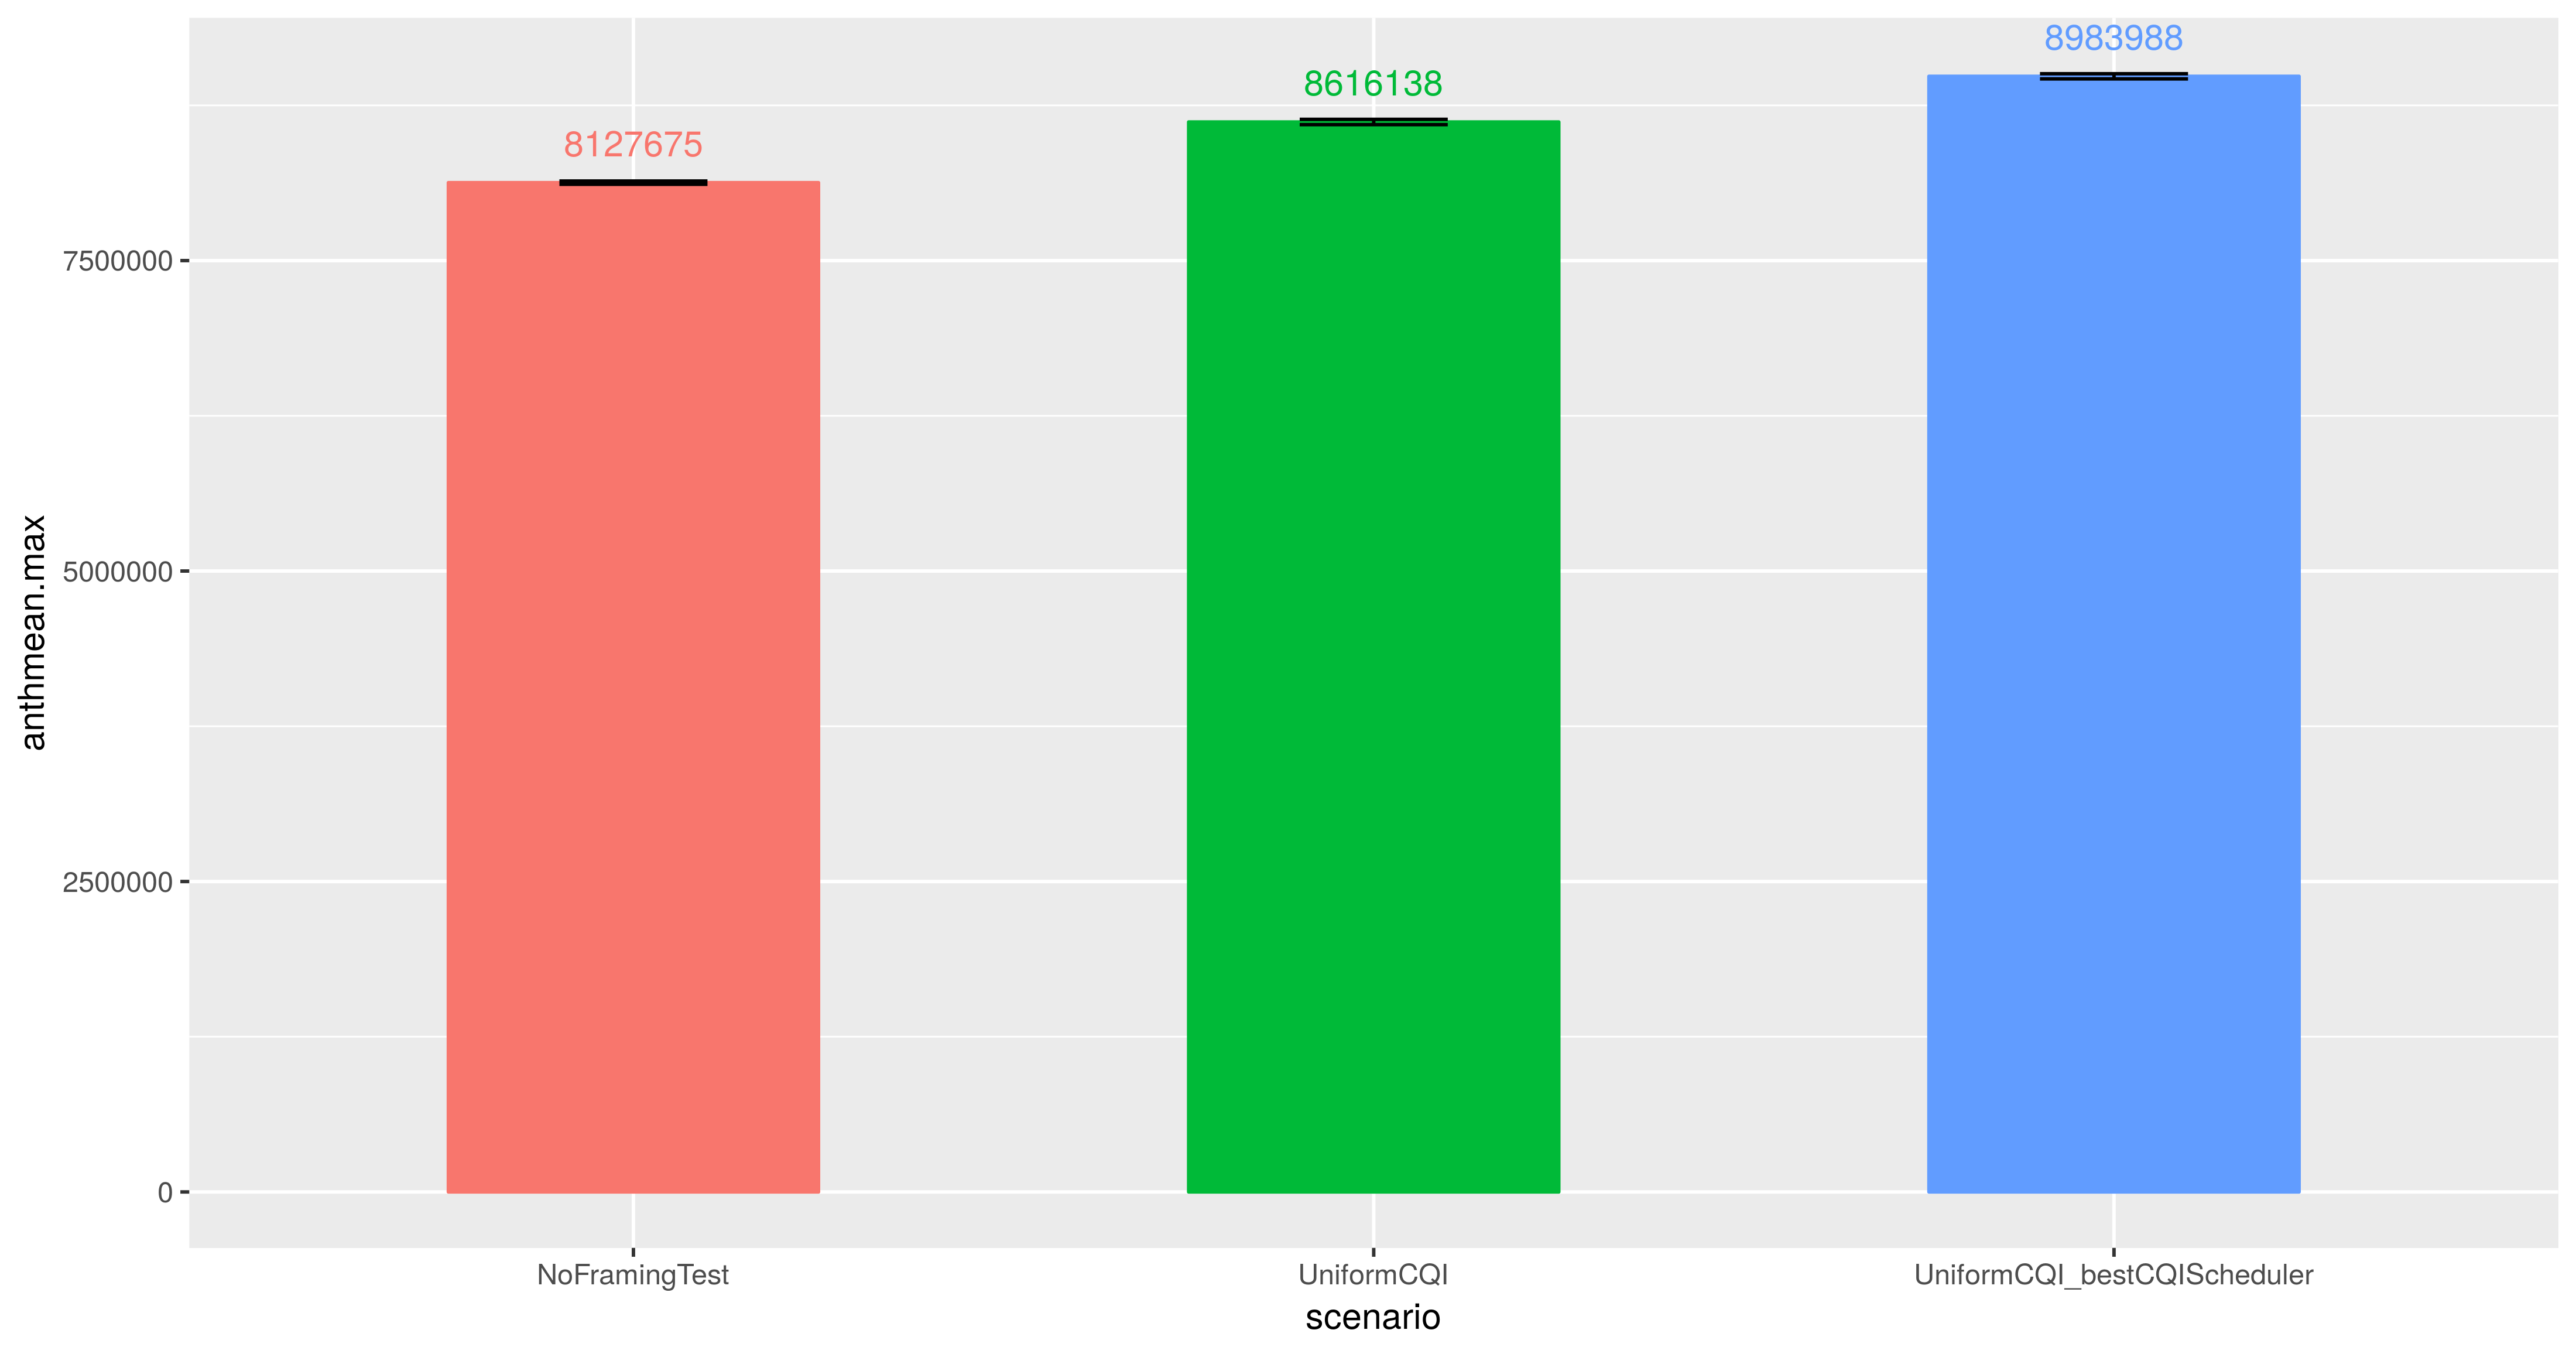 8983988
8616138
8127675
7500000
5000000
2500000
0
anthmean.max
NoFramingTest
UniformCQI
UniformCQI_bestCQIScheduler
scenario